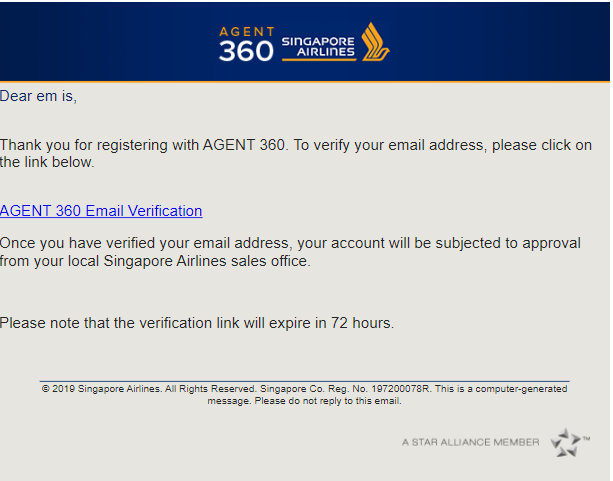 AGENT
360 SINGAPORE
AIRLINES
Dear em is,
Thank you for registering with AGENT 360. To verify your email address, please click on
the link below.
AGENT 360 Email Verification
Once you have verified your email address, your account will be subjected to approval
from your local Singapore Airlines sales office.
Please note that the verification link will expire in 72 hours.
© 2019 Singapore Airlines. All Rights Reserved. Singapore Co. Reg. No. 197200078R. This is a computer-generated
message. Please do not reply to this email.
A STAR ALLIANCE MEMBER ™